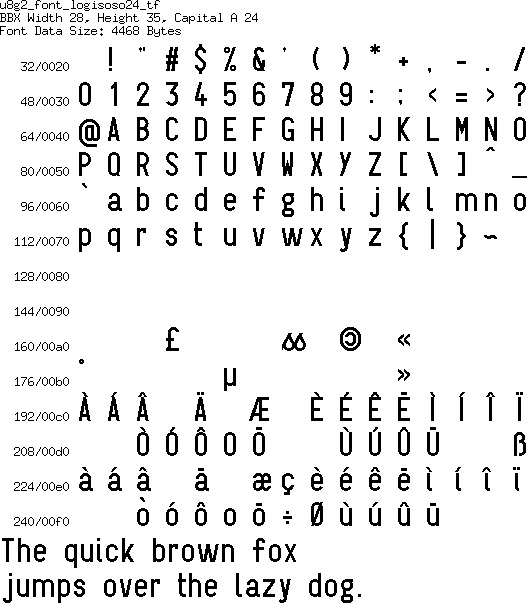 u8g2_font_logisoso24_tf
BBX Width 28, Height 35, Capital A 24
Font Data Size: 4468 Bytes
32/0020 ! " # $ % & ' ( ) * + , - . /
48/0030 0 1 2 3 4 5 6 7 8 9 : ; < = > ?
64/0040 @ A B C D E F G H I J K L M N O
80/0050 P Q R S T U V W X Y Z [ \ ] ^ _
96/0060 ` a b c d e f g h i j k l m n o
112/0070 p q r s t u v w x y z { | } ~
128/0080
144/0090
160/00a0 £ © «
176/00b0 ° µ »
192/00c0 À Á Â Ä Æ È É Ê Ë Ì Í Î Ï
208/00d0 Ò Ó Ô O Ö Ù Ú Û Ü ß
224/00e0 à á â ä æ ç è é ê ë ì í î ï
240/00f0 ò ó ô o ö ÷ Ø ù ú û ü
The quick brown fox
jumps over the lazy dog.